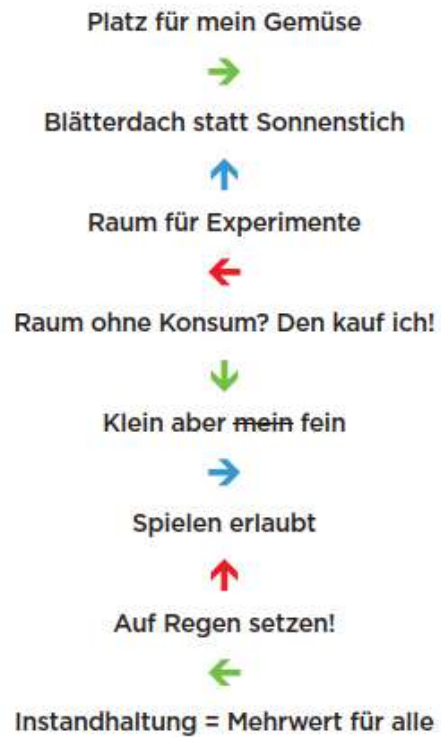 Platz für mein Gemüse
→
Blätterdach statt Sonnenstich
↑
Raum für Experimente
←
Raum ohne Konsum? Den kauf ich!
↓
Klein aber ~~mein~~ fein
→
Spielen erlaubt
↑
Auf Regen setzen!
←
Instandhaltung = Mehrwert für alle